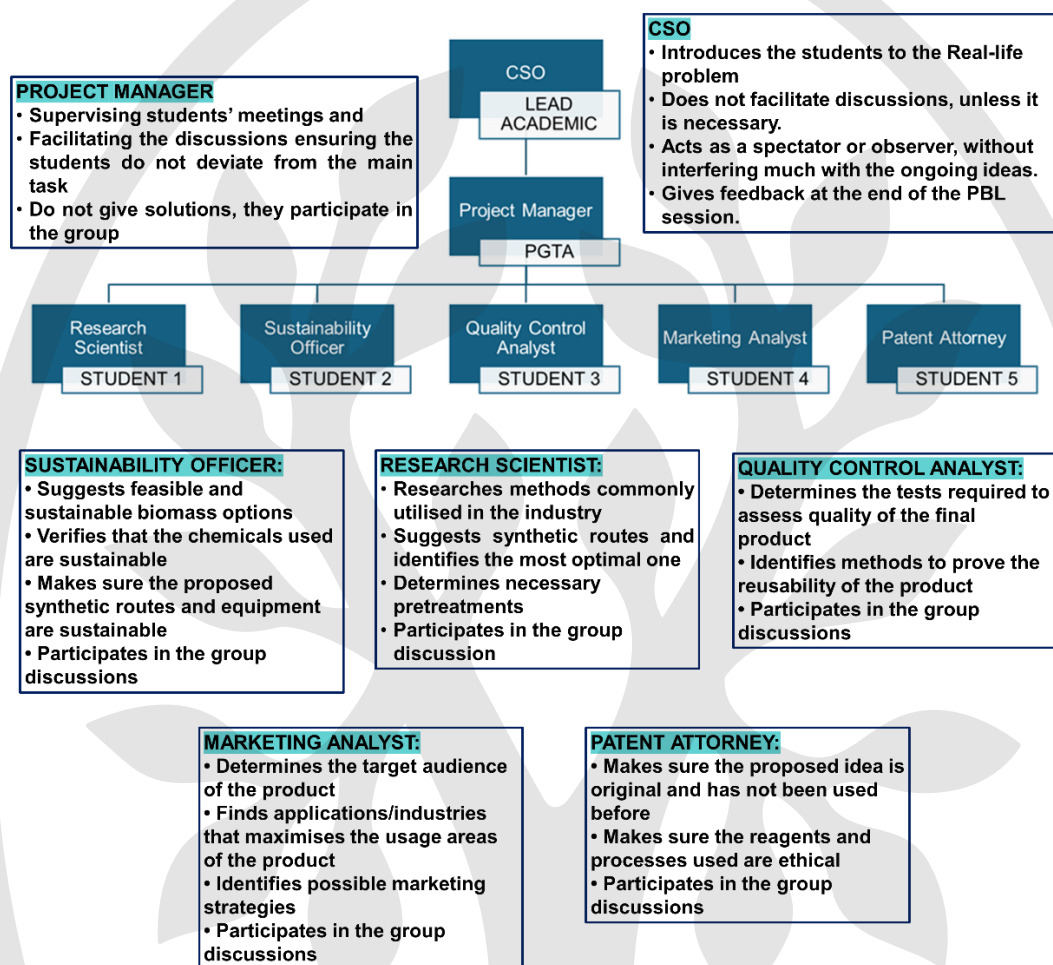 CSO
LEAD
ACADEMIC
PROJECT MANAGER
• Supervising students’ meetings and
• Facilitating the discussions ensuring the
students do not deviate from the main
task
• Do not give solutions, they participate in
the group
CSO
• Introduces the students to the Real-life
problem
• Does not facilitate discussions, unless it
is necessary.
• Acts as a spectator or observer, without
interfering much with the ongoing ideas.
• Gives feedback at the end of the PBL
session.
Project Manager
PGTA
Research
Scientist
STUDENT 1
Sustainability
Officer
STUDENT 2
Quality Control
Analyst
STUDENT 3
Marketing Analyst
STUDENT 4
Patent Attorney
STUDENT 5
SUSTAINABILITY OFFICER:
• Suggests feasible and
sustainable biomass options
• Verifies that the chemicals used
are sustainable
• Makes sure the proposed
synthetic routes and equipment
are sustainable
• Participates in the group
discussions
RESEARCH SCIENTIST:
• Researches methods commonly
utilised in the industry
• Suggests synthetic routes and
identifies the most optimal one
• Determines necessary
pretreatments
• Participates in the group
discussion
QUALITY CONTROL ANALYST:
• Determines the tests required to
assess quality of the final
product
• Identifies methods to prove the
reusability of the product
• Participates in the group
discussions
MARKETING ANALYST:
• Determines the target audience
of the product
• Finds applications/industries
that maximises the usage areas
of the product
• Identifies possible marketing
strategies
• Participates in the group
discussions
PATENT ATTORNEY:
• Makes sure the proposed idea is
original and has not been used
before
• Makes sure the reagents and
processes used are ethical
• Participates in the group
discussions